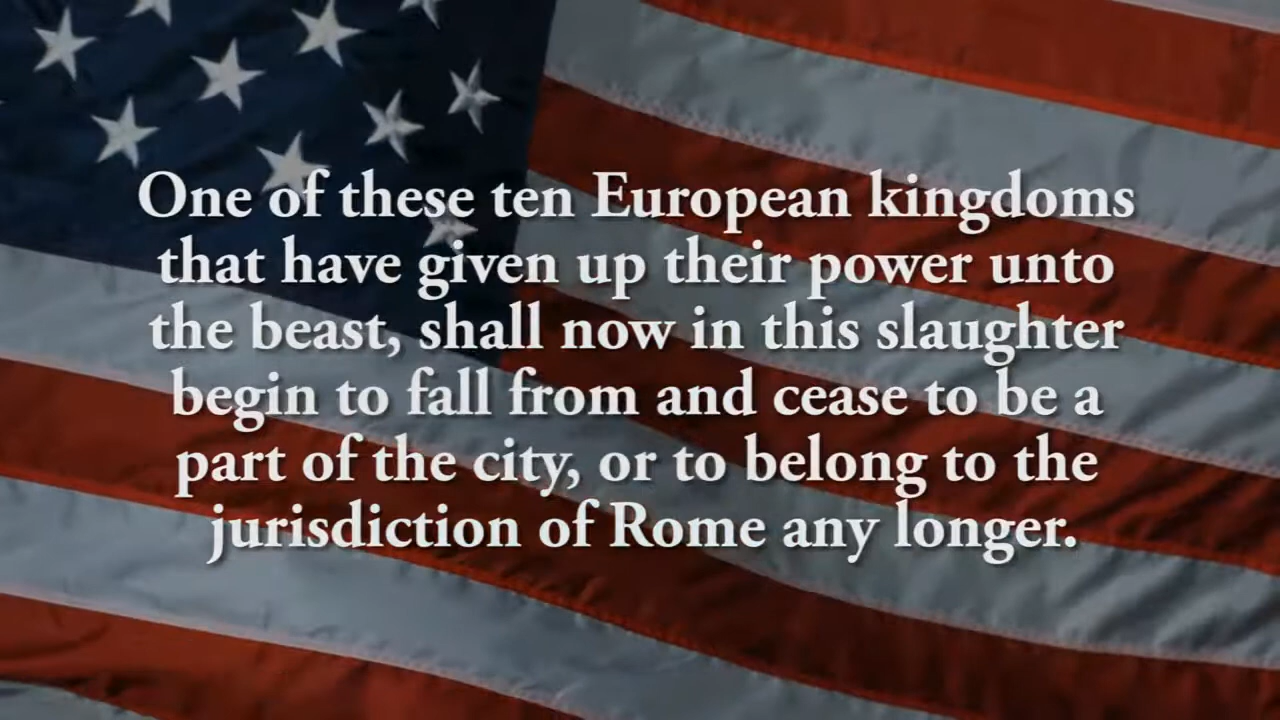 One of these ten European kingdoms
that have given up their power unto
the beast, shall now in this slaughter
begin to fall from and cease to be a
part of the city, or to belong to the
jurisdiction of Rome any longer.